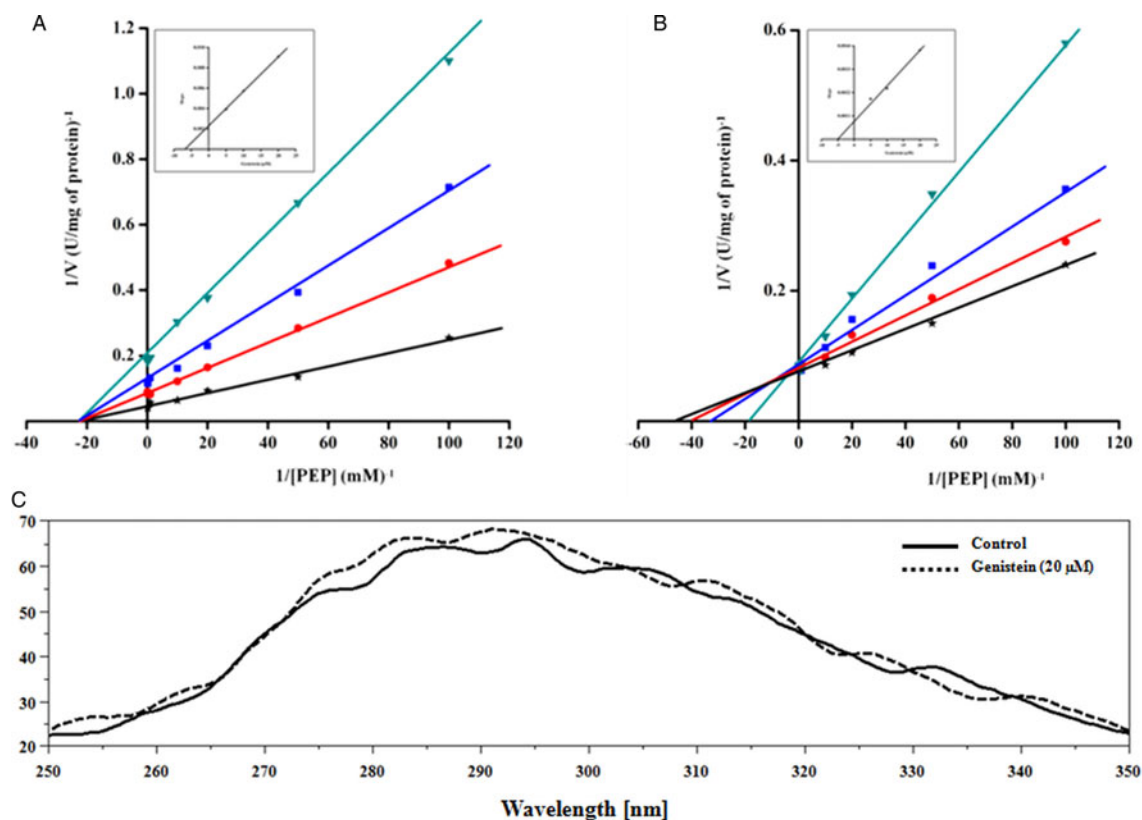 A
B
1.2
1.0
0.8
0.6
0.4
0.2
-40 -20 0 20 40 60 80 100 120
1/V (U/mg of protein)-1
1/[PEP] (mM)-1
0.6
0.4
0.2
-60 -40 -20 0 20 40 60 80 100 120
1/V (U/mg of protein)-1
1/[PEP] (mM)-1
C
70
60
50
40
30
20
Control
Genistein (20 µM)
250 260 270 280 290 300 310 320 330 340 350
Wavelength [nm]